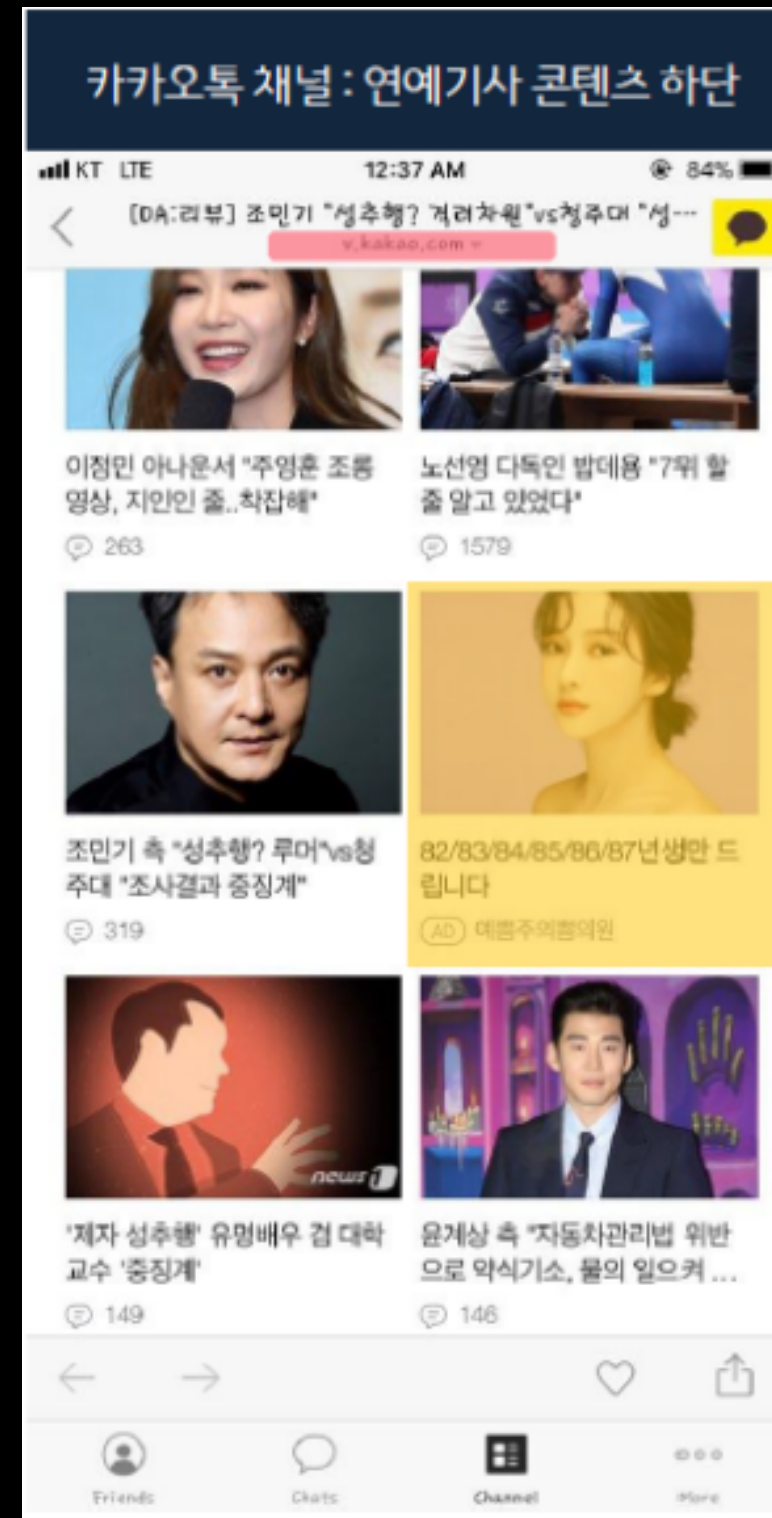 카카오톡 채널 : 연예기사 콘텐츠 하단
KT LTE 12:37 AM 84%
[DA:리뷰] 조민기 "성추행? 격려차원"vs청주대 "성…
v.kakao.com
이정민 아나운서 "주영훈 조롱
영상, 지인인 줄..착잡해"
263
노선영 다독인 밥데용 "7위 할
줄 알고 있었다"
1579
조민기 측 "성추행? 루머"vs청
주대 "조사결과 중징계"
319
82/83/84/85/86/87년생만 드
립니다
AD 예쁨주의쁨의원
news1
'제자 성추행' 유명배우 겸 대학
교수 '중징계'
149
윤계상 측 "자동차관리법 위반
으로 약식기소, 물의 일으켜 …
146
Friends
Chats
Channel
More